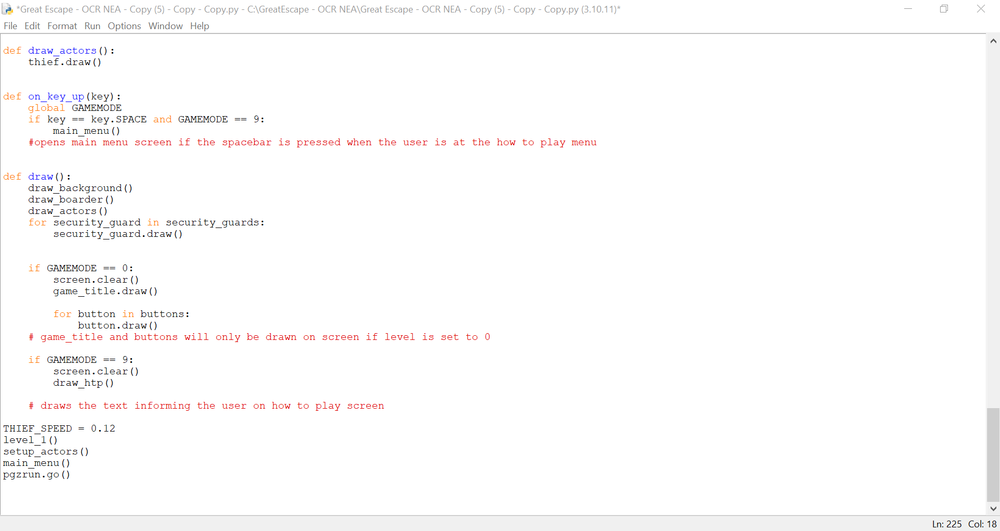 *Great Escape - OCR NEA - Copy (5) - Copy - Copy.py - C:\GreatEscape - OCR NEA\Great Escape - OCR NEA - Copy (5) - Copy - Copy.py (3.10.11)*
File Edit Format Run Options Window Help
def draw_actors():
    thief.draw()
def on_key_up(key):
    global GAMEMODE
    if key == key.SPACE and GAMEMODE == 9:
        main_menu()
    #opens main menu screen if the spacebar is pressed when the user is at the how to play menu
def draw():
    draw_background()
    draw_boarder()
    draw_actors()
    for security_guard in security_guards:
        security_guard.draw()
    if GAMEMODE == 0:
        screen.clear()
        game_title.draw()
        for button in buttons:
            button.draw()
    # game_title and buttons will only be drawn on screen if level is set to 0
    if GAMEMODE == 9:
        screen.clear()
        draw_htp()
    # draws the text informing the user on how to play screen
THIEF_SPEED = 0.12
level_1()
setup_actors()
main_menu()
pgzrun.go()
Ln: 225 Col: 18